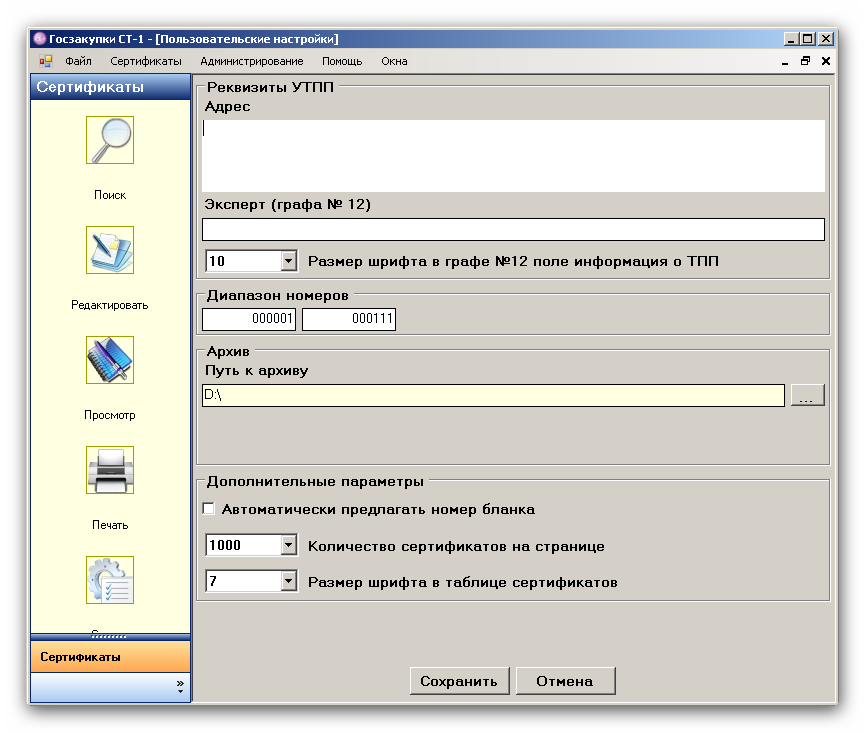 Госзакупки СТ-1 - [Пользовательские настройки]
Файл Сертификаты Администрирование Помощь Окна
Сертификаты
Поиск
Редактировать
Просмотр
Печать
Сертификаты
Реквизиты УТПП
Адрес
Эксперт (графа № 12)
10 Размер шрифта в графе №12 поле информация о ТПП
Диапазон номеров
000001 000111
Архив
Путь к архиву
D:\ ...
Дополнительные параметры
Автоматически предлагать номер бланка
1000 Количество сертификатов на странице
7 Размер шрифта в таблице сертификатов
Сохранить Отмена